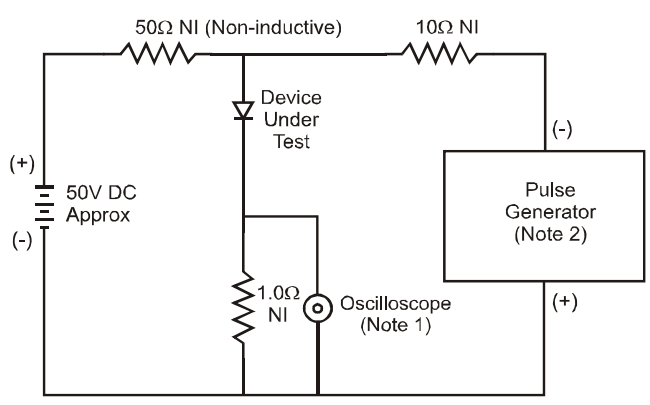 50Ω NI (Non-inductive)
10Ω NI
Device
Under
Test
(-)
(+)
50V DC
Approx
(-)
Pulse
Generator
(Note 2)
1.0Ω
NI
Oscilloscope
(Note 1)
(+)